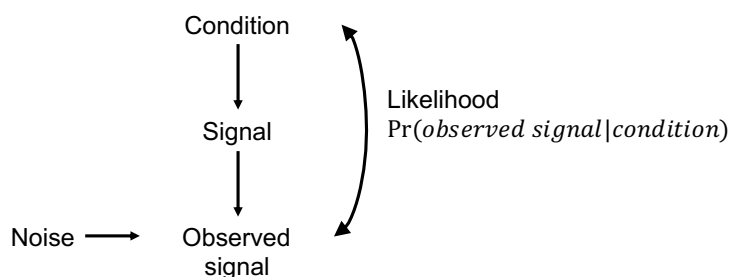 Condition
Likelihood
Pr(observed signal|condition)
Signal
Noise
Observed
signal